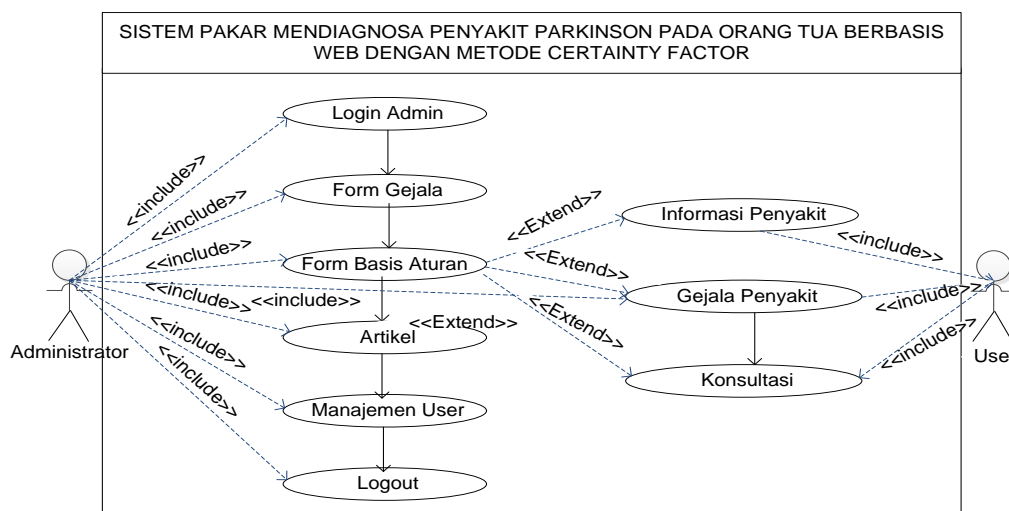 SISTEM PAKAR MENDIAGNOSA PENYAKIT PARKINSON PADA ORANG TUA BERBASIS
WEB DENGAN METODE CERTAINTY FACTOR
Login Admin
<<include>>
Form Gejala
<<include>>
<<Extend>>
Informasi Penyakit
<<include>>
<<include>>
Form Basis Aturan
<<Extend>>
<<include>>
<<include>>
Gejala Penyakit
<<include>>
<<Extend>>
<<Extend>>
Administrator
<<include>>
Artikel
<<include>>
Use
<<include>>
Konsultasi
Manajemen User
Logout